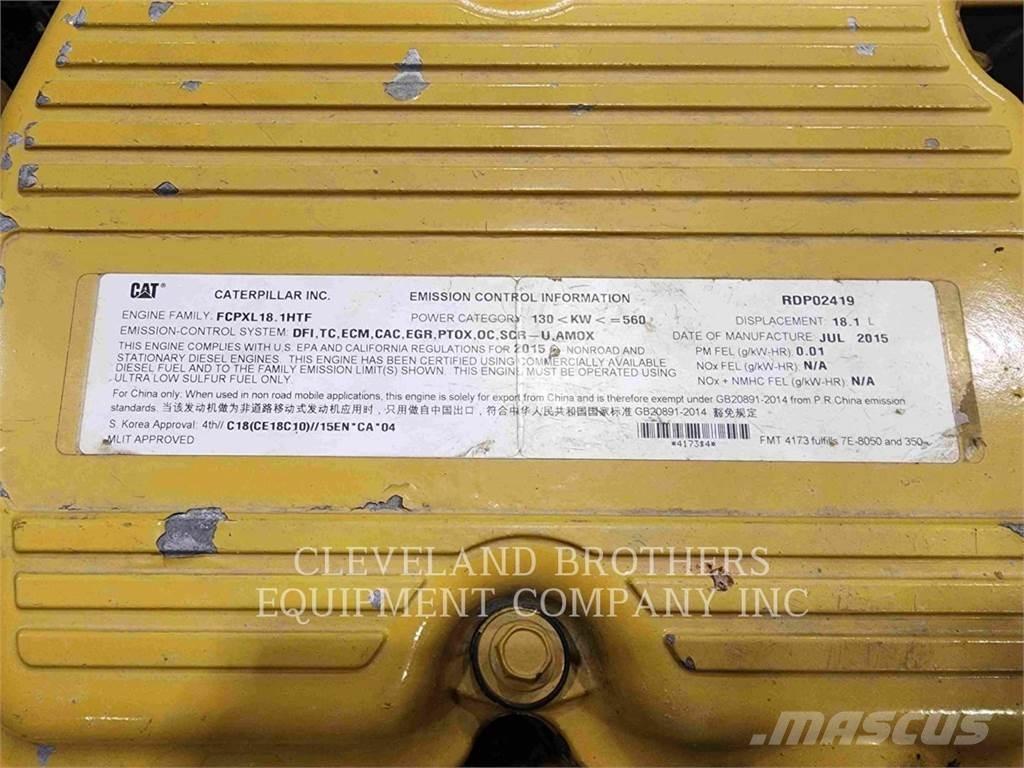 CAT® CATERPILLAR INC. EMISSION CONTROL INFORMATION RDP02419
ENGINE FAMILY: FCPXL18.1HTF POWER CATEGORY: 130 < KW < =560 DISPLACEMENT: 18.1 L
EMISSION-CONTROL SYSTEM: DFI,TC,ECM,CAC,EGR,PTOX,OC,SCR-U,AMOX DATE OF MANUFACTURE: JUL 2015
THIS ENGINE COMPLIES WITH U.S. EPA AND CALIFORNIA REGULATIONS FOR 2015 NONROAD AND PM FEL (g/kW-HR): 0.01
STATIONARY DIESEL ENGINES. THIS ENGINE HAS BEEN CERTIFIED USING COMMERCIALLY AVAILABLE NOx FEL (g/kW-HR): N/A
DIESEL FUEL AND TO THE FAMILY EMISSION LIMIT(S) SHOWN. THIS ENGINE MUST BE OPERATED USING NOx + NMHC FEL (g/kW-HR): N/A
ULTRA LOW SULFUR FUEL ONLY.
For China only: When used in non road mobile applications, this engine is solely for export from China and is therefore exempt under GB20891-2014 from P.R.China emission
standards. 当该发动机做为非道路移动式发动机应用时，只用做自中国出口，符合中华人民共和国国家标准 GB20891-2014 豁免规定
S. Korea Approval: 4th// C18(CE18C10)//15EN*CA*04
MLIT APPROVED FMT 4173 fulfills 7E-8050 and 350
CLEVELAND BROTHERS
EQUIPMENT COMPANY INC
MASCUS